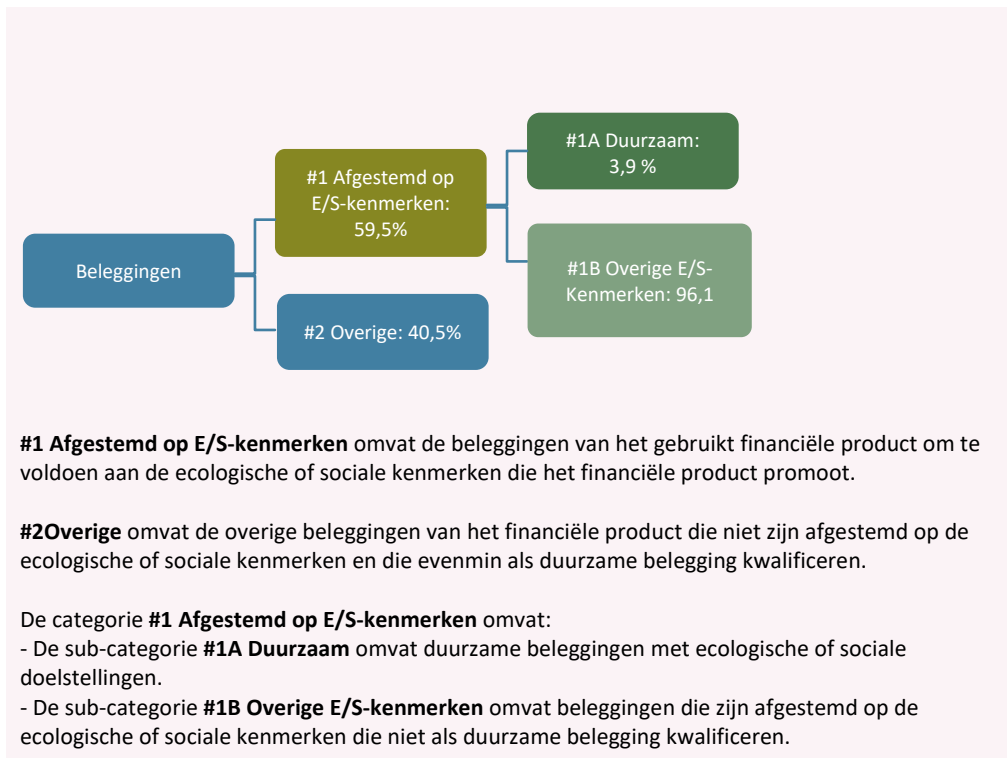 #1A Duurzaam:
3,9 %
#1 Afgestemd op
E/S-kenmerken:
59,5%
Beleggingen
#1B Overige E/S-
Kenmerken: 96,1
#2 Overige: 40,5%
#1 Afgestemd op E/S-kenmerken omvat de beleggingen van het gebruikt financiële product om te
voldoen aan de ecologische of sociale kenmerken die het financiële product promoot.
#2Overige omvat de overige beleggingen van het financiële product die niet zijn afgestemd op de
ecologische of sociale kenmerken en die evenmin als duurzame belegging kwalificeren.
De categorie #1 Afgestemd op E/S-kenmerken omvat:
- De sub-categorie #1A Duurzaam omvat duurzame beleggingen met ecologische of sociale
doelstellingen.
- De sub-categorie #1B Overige E/S-kenmerken omvat beleggingen die zijn afgestemd op de
ecologische of sociale kenmerken die niet als duurzame belegging kwalificeren.